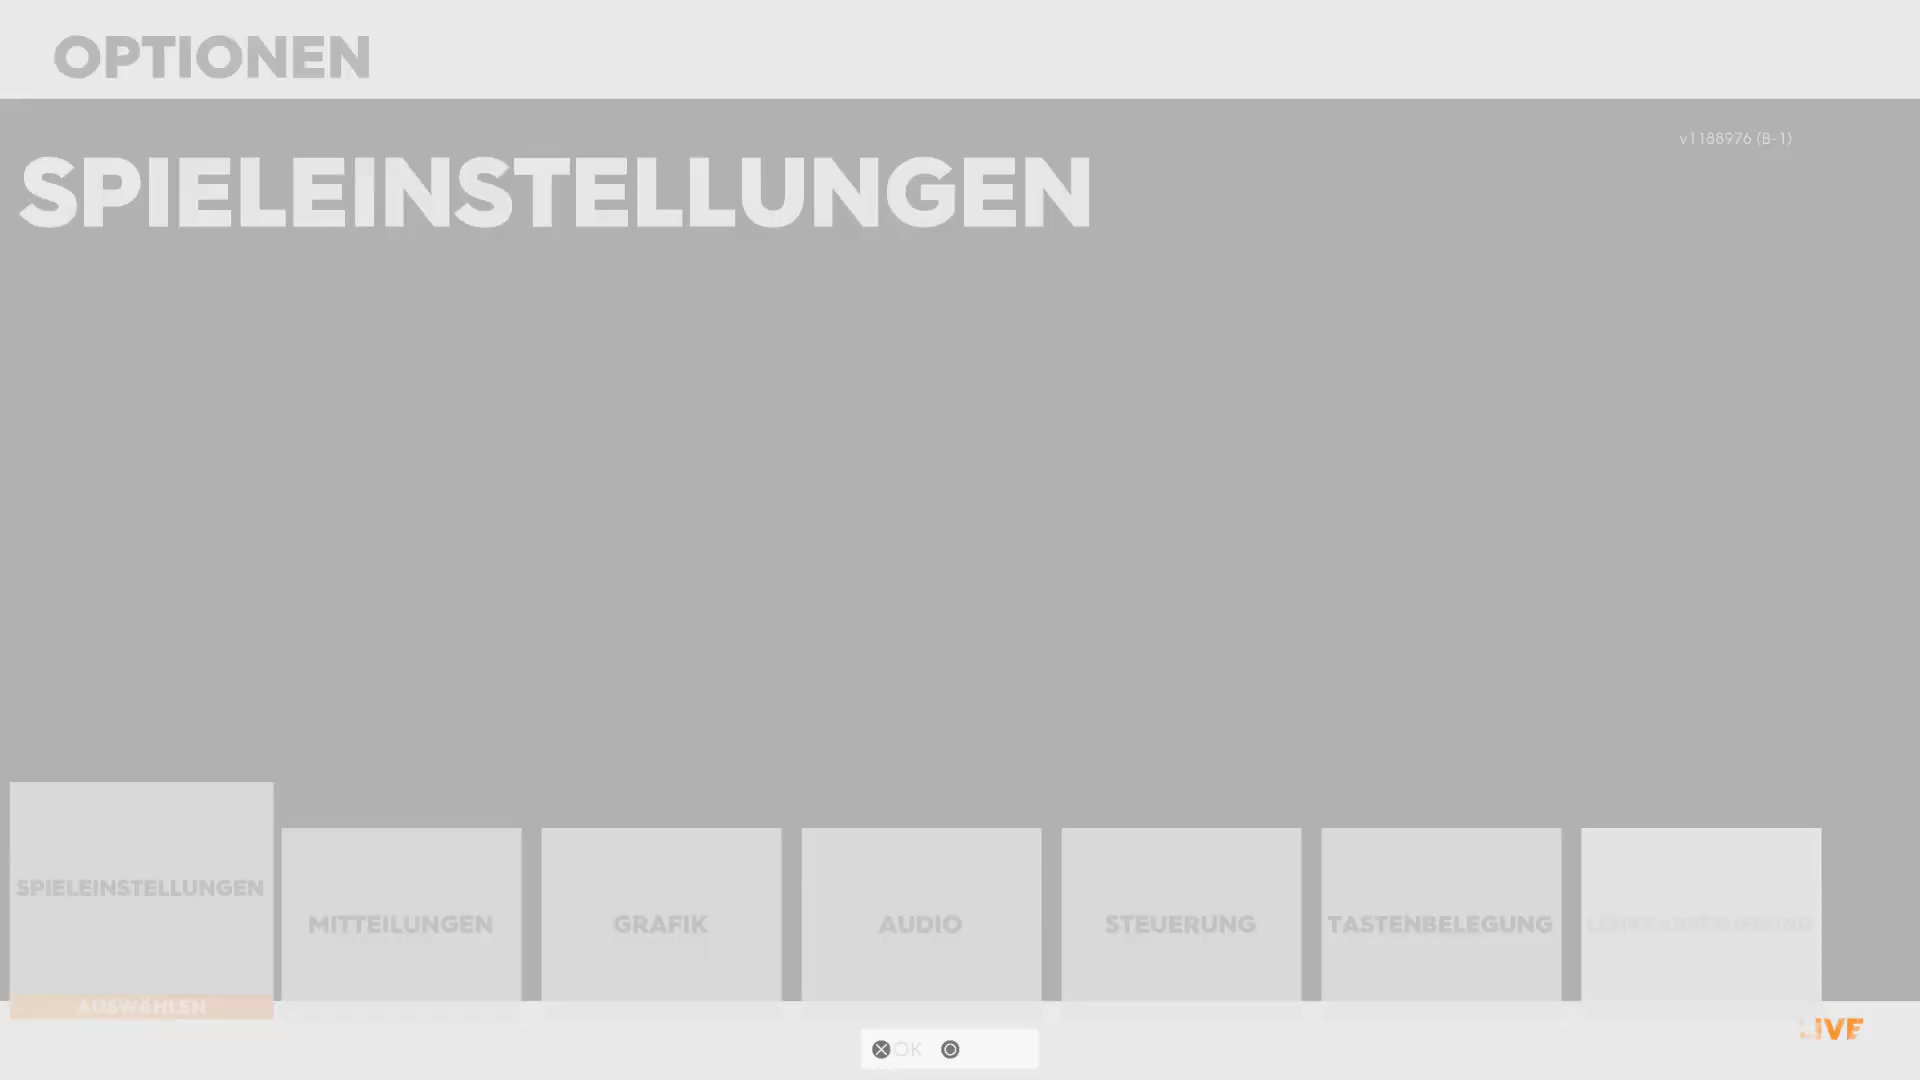 OPTIONEN
v1188976 (B-1)
SPIELEINSTELLUNGEN
SPIELEINSTELLUNGEN
MITTEILUNGEN
GRAFIK
AUDIO
STEUERUNG
TASTENBELEGUNG
AUSWÄHLEN
LIVE
OK